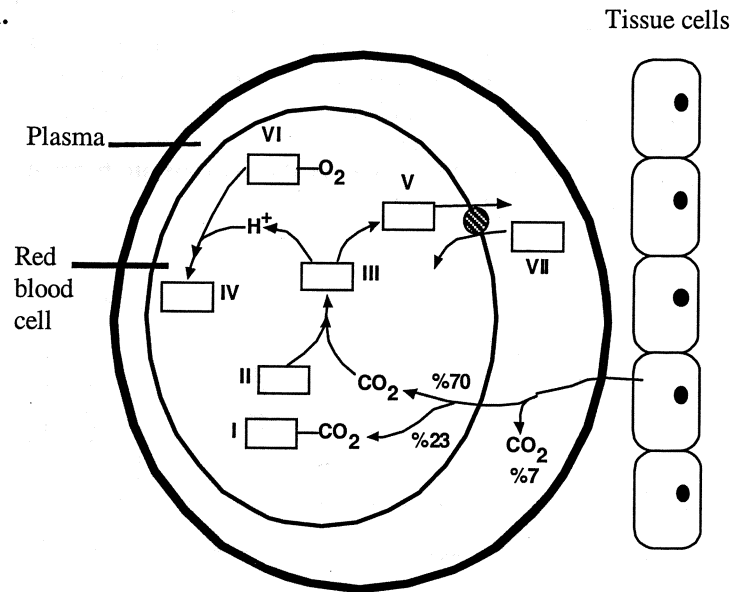 Tissue cells
Plasma
VI
O2
V
H+
VII
Red
blood
cell
IV
III
II
CO2
%70
I
CO2
%23
CO2
%7